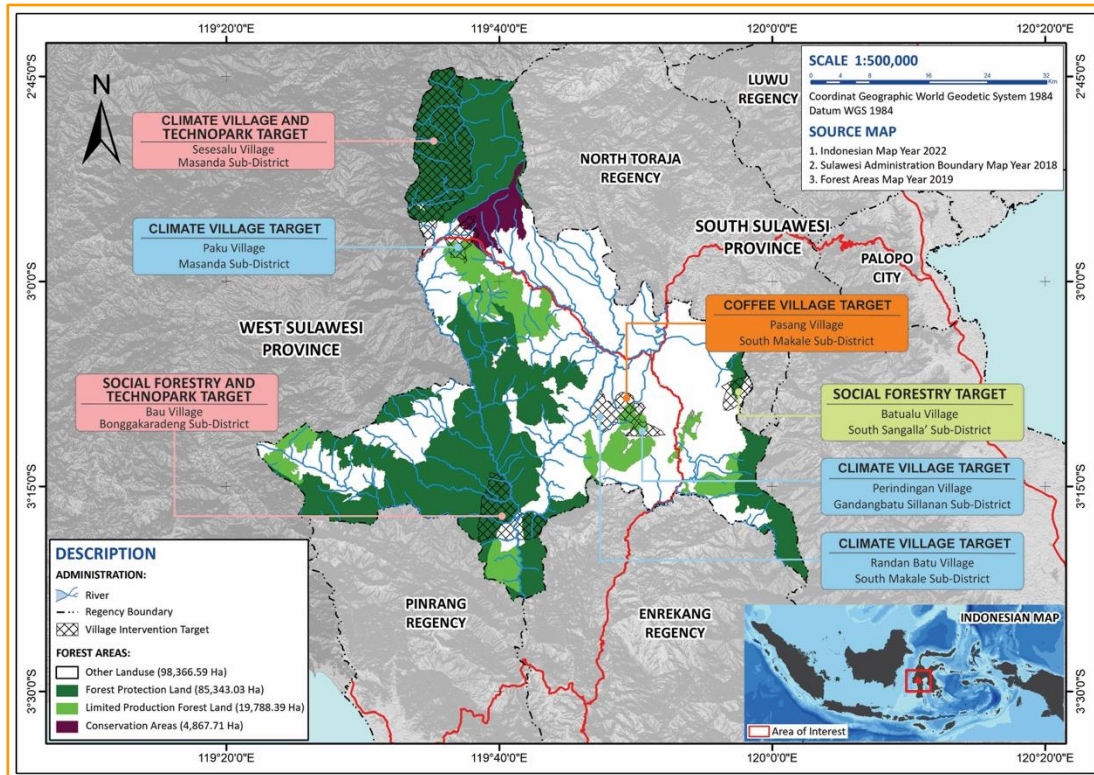 119°20'0"E
119°40'0"E
120°0'0"E
120°20'0"E
2°45'0"S
3°0'0"S
3°15'0"S
3°30'0"S
N
SCALE 1:500,000
0 4 8 16 24 32
Km
Coordinat Geographic World Geodetic System 1984
Datum WGS 1984
SOURCE MAP
1. Indonesian Map Year 2022
2. Sulawesi Administration Boundary Map Year 2018
3. Forest Areas Map Year 2019
LUWU
REGENCY
NORTH TORAJA
REGENCY
SOUTH SULAWESI
PROVINCE
PALOPO
CITY
CLIMATE VILLAGE AND
TECHNOPARK TARGET
Sesesalu Village
Masanda Sub-District
CLIMATE VILLAGE TARGET
Paku Village
Masanda Sub-District
WEST SULAWESI
PROVINCE
COFFEE VILLAGE TARGET
Pasang Village
South Makale Sub-District
SOCIAL FORESTRY AND
TECHNOPARK TARGET
Bau Village
Bonggakaradeng Sub-District
SOCIAL FORESTRY TARGET
Batualu Village
South Sangalla' Sub-District
CLIMATE VILLAGE TARGET
Perindingan Village
Gandangbatu Sillanan Sub-District
CLIMATE VILLAGE TARGET
Randan Batu Village
South Makale Sub-District
PINRANG
REGENCY
ENREKANG
REGENCY
DESCRIPTION
ADMINISTRATION:
River
Regency Boundary
Village Intervention Target
FOREST AREAS:
Other Landuse (98,366.59 Ha)
Forest Protection Land (85,343.03 Ha)
Limited Production Forest Land (19,788.39 Ha)
Conservation Areas (4,867.71 Ha)
INDONESIAN MAP
Area of Interest
2°45'0"S
3°0'0"S
3°15'0"S
3°30'0"S
119°20'0"E
119°40'0"E
120°0'0"E
120°20'0"E